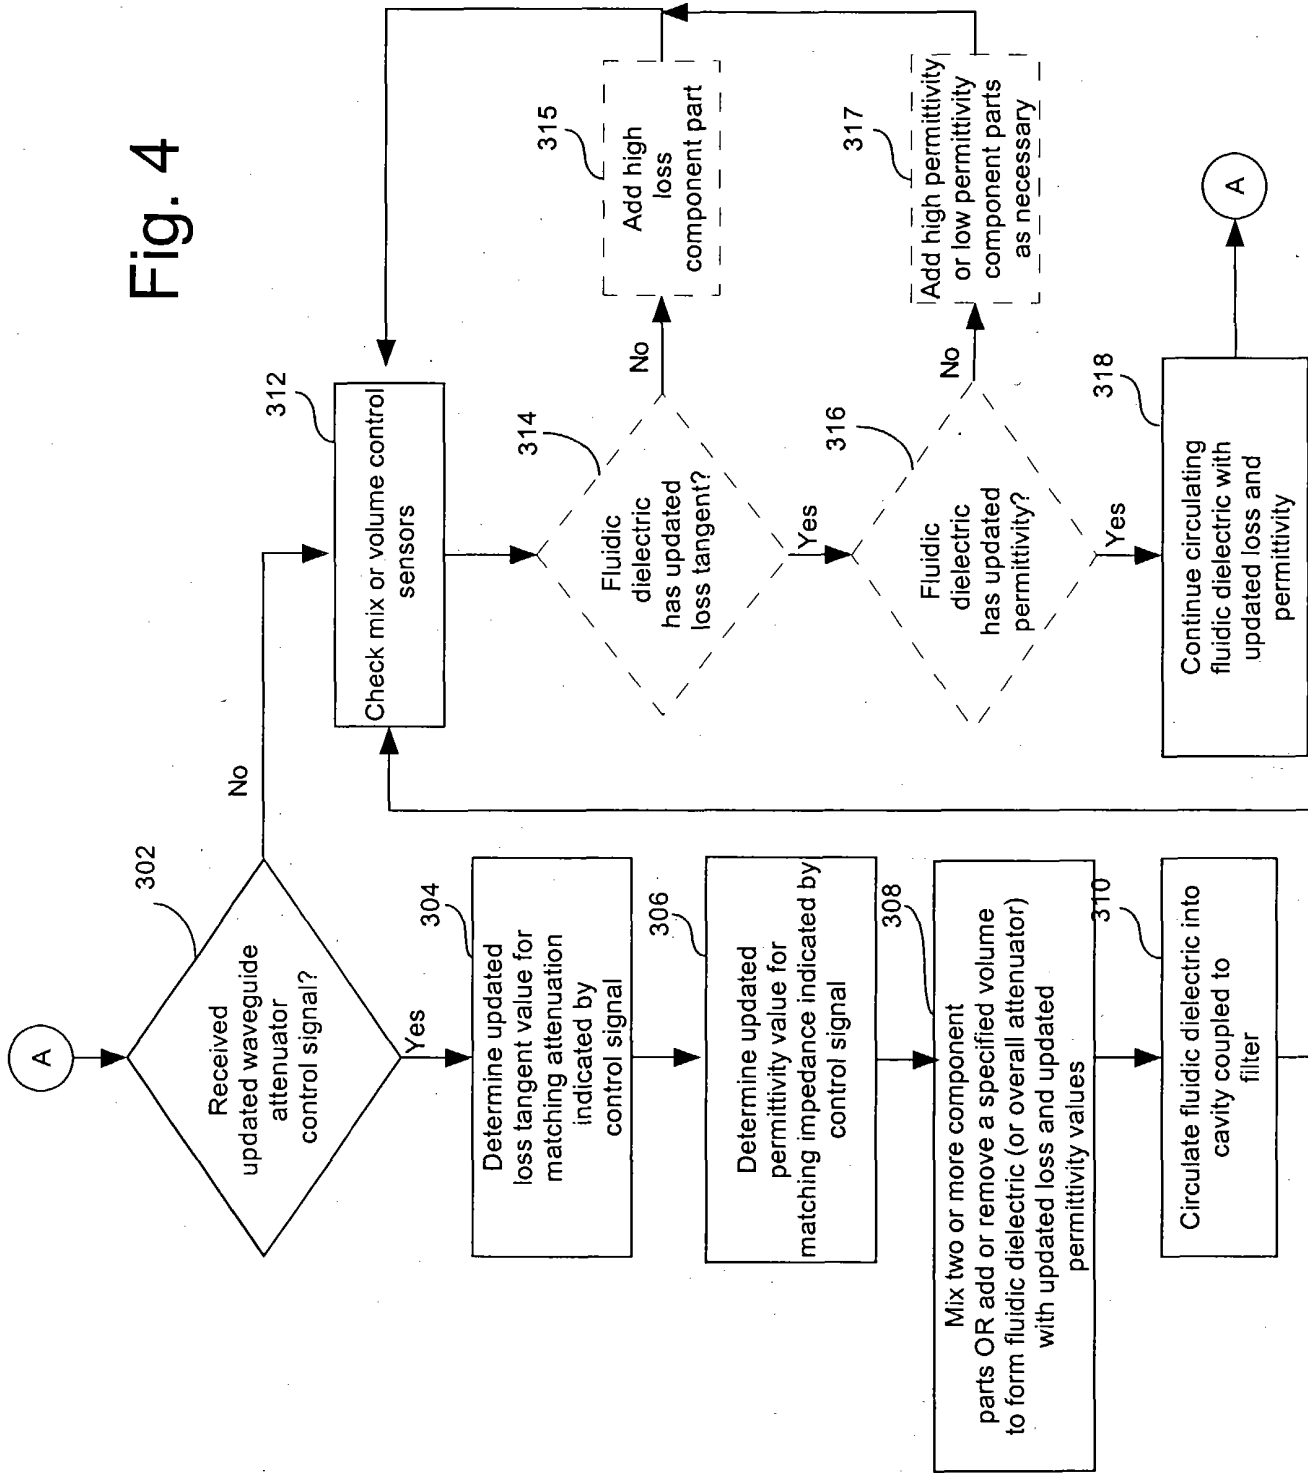 Fig. 4
A
302
Received
updated waveguide
attenuator
control signal?
No
Yes
304
Determine updated
loss tangent value for
matching attenuation
indicated by
control signal
306
Determine updated
permittivity value for
matching impedance indicated by
control signal
308
Mix two or more component
parts OR add or remove a specified volume
to form fluidic dielectric (or overall attenuator)
with updated loss and updated
permittivity values
310
Circulate fluidic dielectric into
cavity coupled to
filter
312
Check mix or volume control
sensors
314
Fluidic
dielectric
has updated
loss tangent?
No
Yes
315
Add high
loss
component part
316
Fluidic
dielectric
has updated
permittivity?
No
Yes
317
Add high permittivity
or low permittivity
component parts
as necessary
318
Continue circulating
fluidic dielectric with
updated loss and
permittivity
A